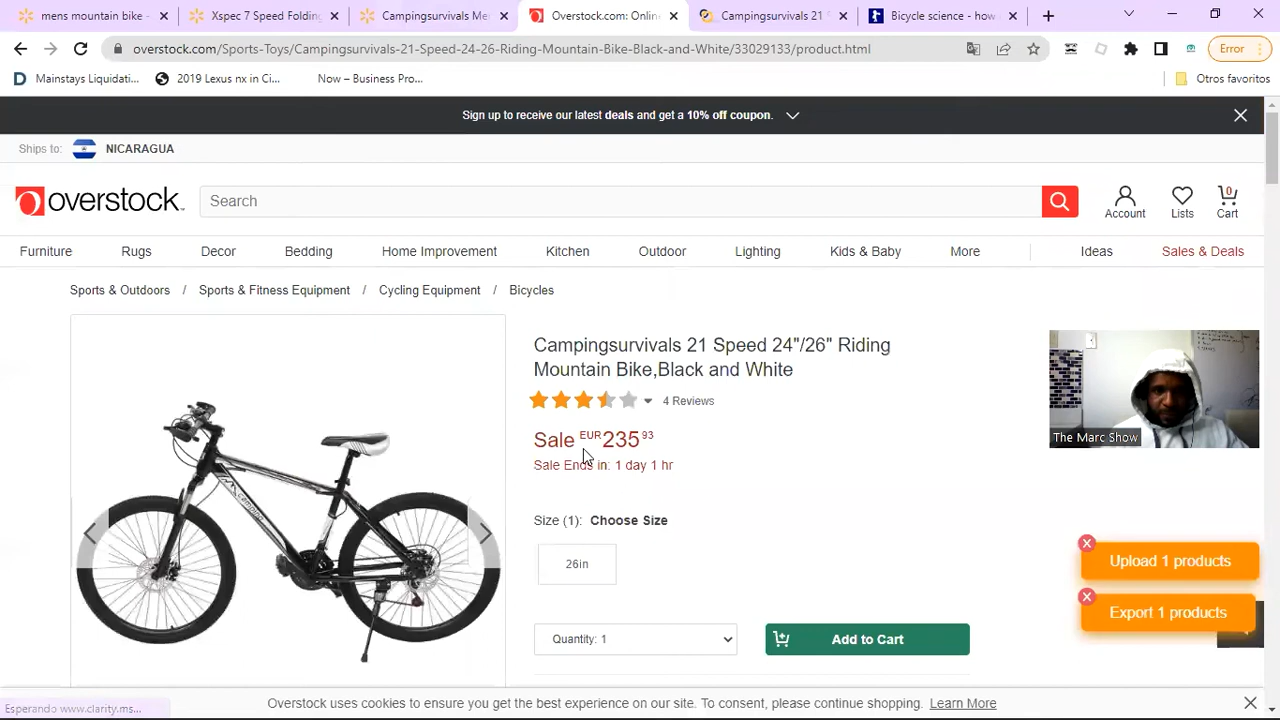 mens mountain bike -
Xspec 7 Speed Folding
Campingsurvivals Me
Overstock.com: Online
Campingsurvivals 21
Bicycle science - how
overstock.com/Sports-Toys/Campingsurvivals-21-Speed-24-26-Riding-Mountain-Bike-Black-and-White/33029133/product.html
Error
Mainstays Liquidati...
2019 Lexus nx in Ci...
Now – Business Pro...
Otros favoritos
Sign up to receive our latest deals and get a 10% off coupon.
Ships to: NICARAGUA
overstock
Search
Account
Lists
0
Cart
Furniture Rugs Decor Bedding Home Improvement Kitchen Outdoor Lighting Kids & Baby More Ideas Sales & Deals
Sports & Outdoors / Sports & Fitness Equipment / Cycling Equipment / Bicycles
Campingsurvivals 21 Speed 24"/26" Riding
Mountain Bike,Black and White
4 Reviews
Sale EUR235 93
Sale Ends in: 1 day 1 hr
The Marc Show
Size (1): Choose Size
26in
Upload 1 products
Export 1 products
Quantity: 1
Add to Cart
Overstock uses cookies to ensure you get the best experience on our site. To consent, please continue shopping. Learn More
Esperando www.clarity.ms...